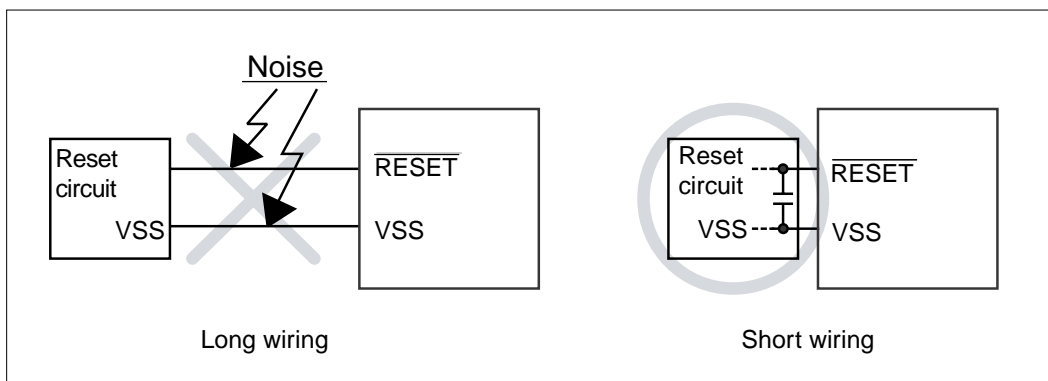 Noise
Reset
circuit
VSS
RESET
VSS
Long wiring
Reset
circuit
VSS
RESET
VSS
Short wiring